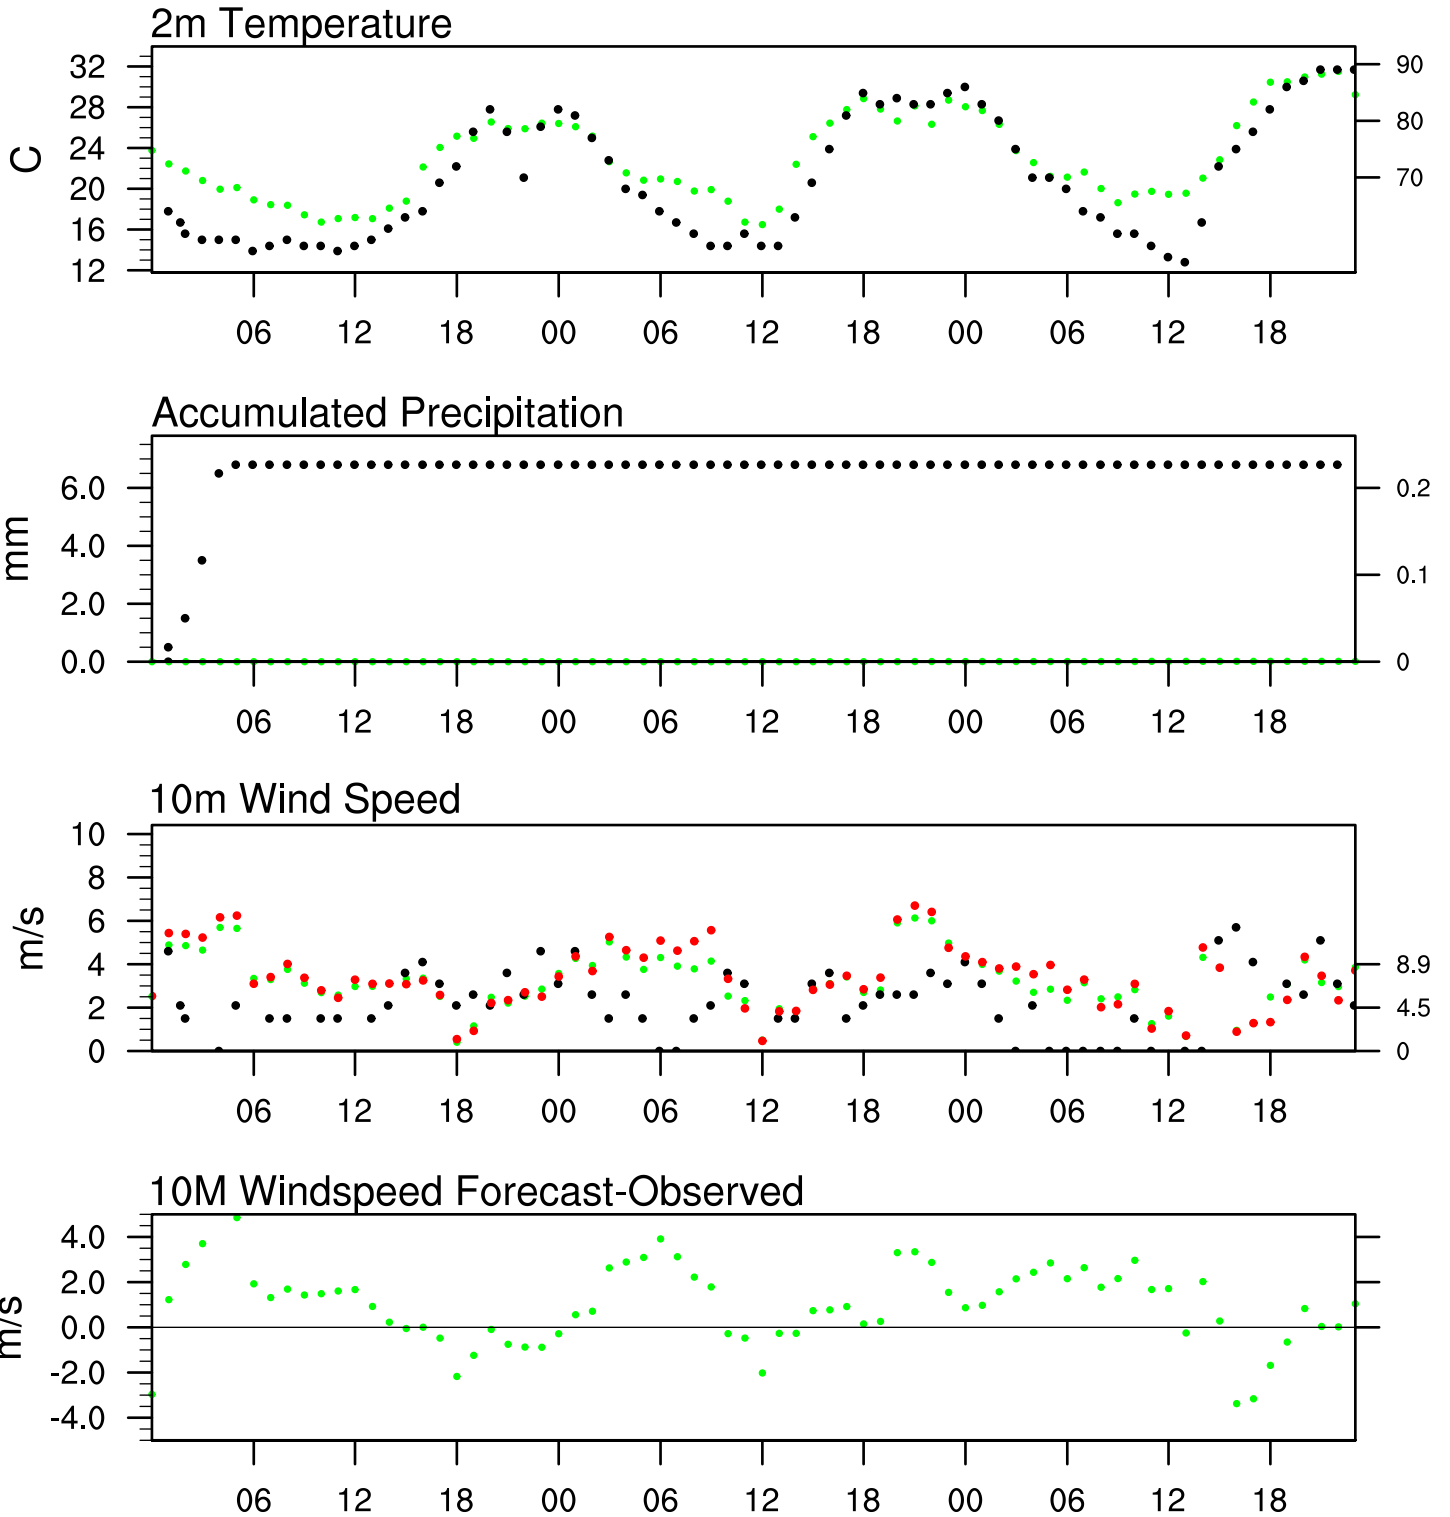 2m Temperature
32
28
24
20
16
12
C
90
80
70
06 12 18 00 06 12 18 00 06 12 18
Accumulated Precipitation
6.0
4.0
2.0
0.0
mm
0.2
0.1
0
06 12 18 00 06 12 18 00 06 12 18
10m Wind Speed
10
8
6
4
2
0
m/s
8.9
4.5
0
06 12 18 00 06 12 18 00 06 12 18
10M Windspeed Forecast-Observed
4.0
2.0
0.0
-2.0
-4.0
m/s
06 12 18 00 06 12 18 00 06 12 18